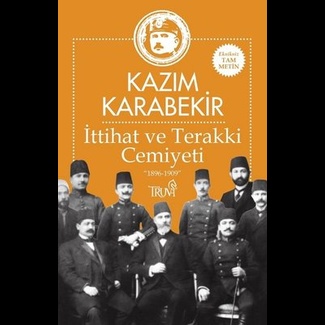 Eksiksiz
TAM
METİN
KAZIM
KARABEKİR
İttihat ve Terakki
Cemiyeti
"1896-1909"
TRUVA